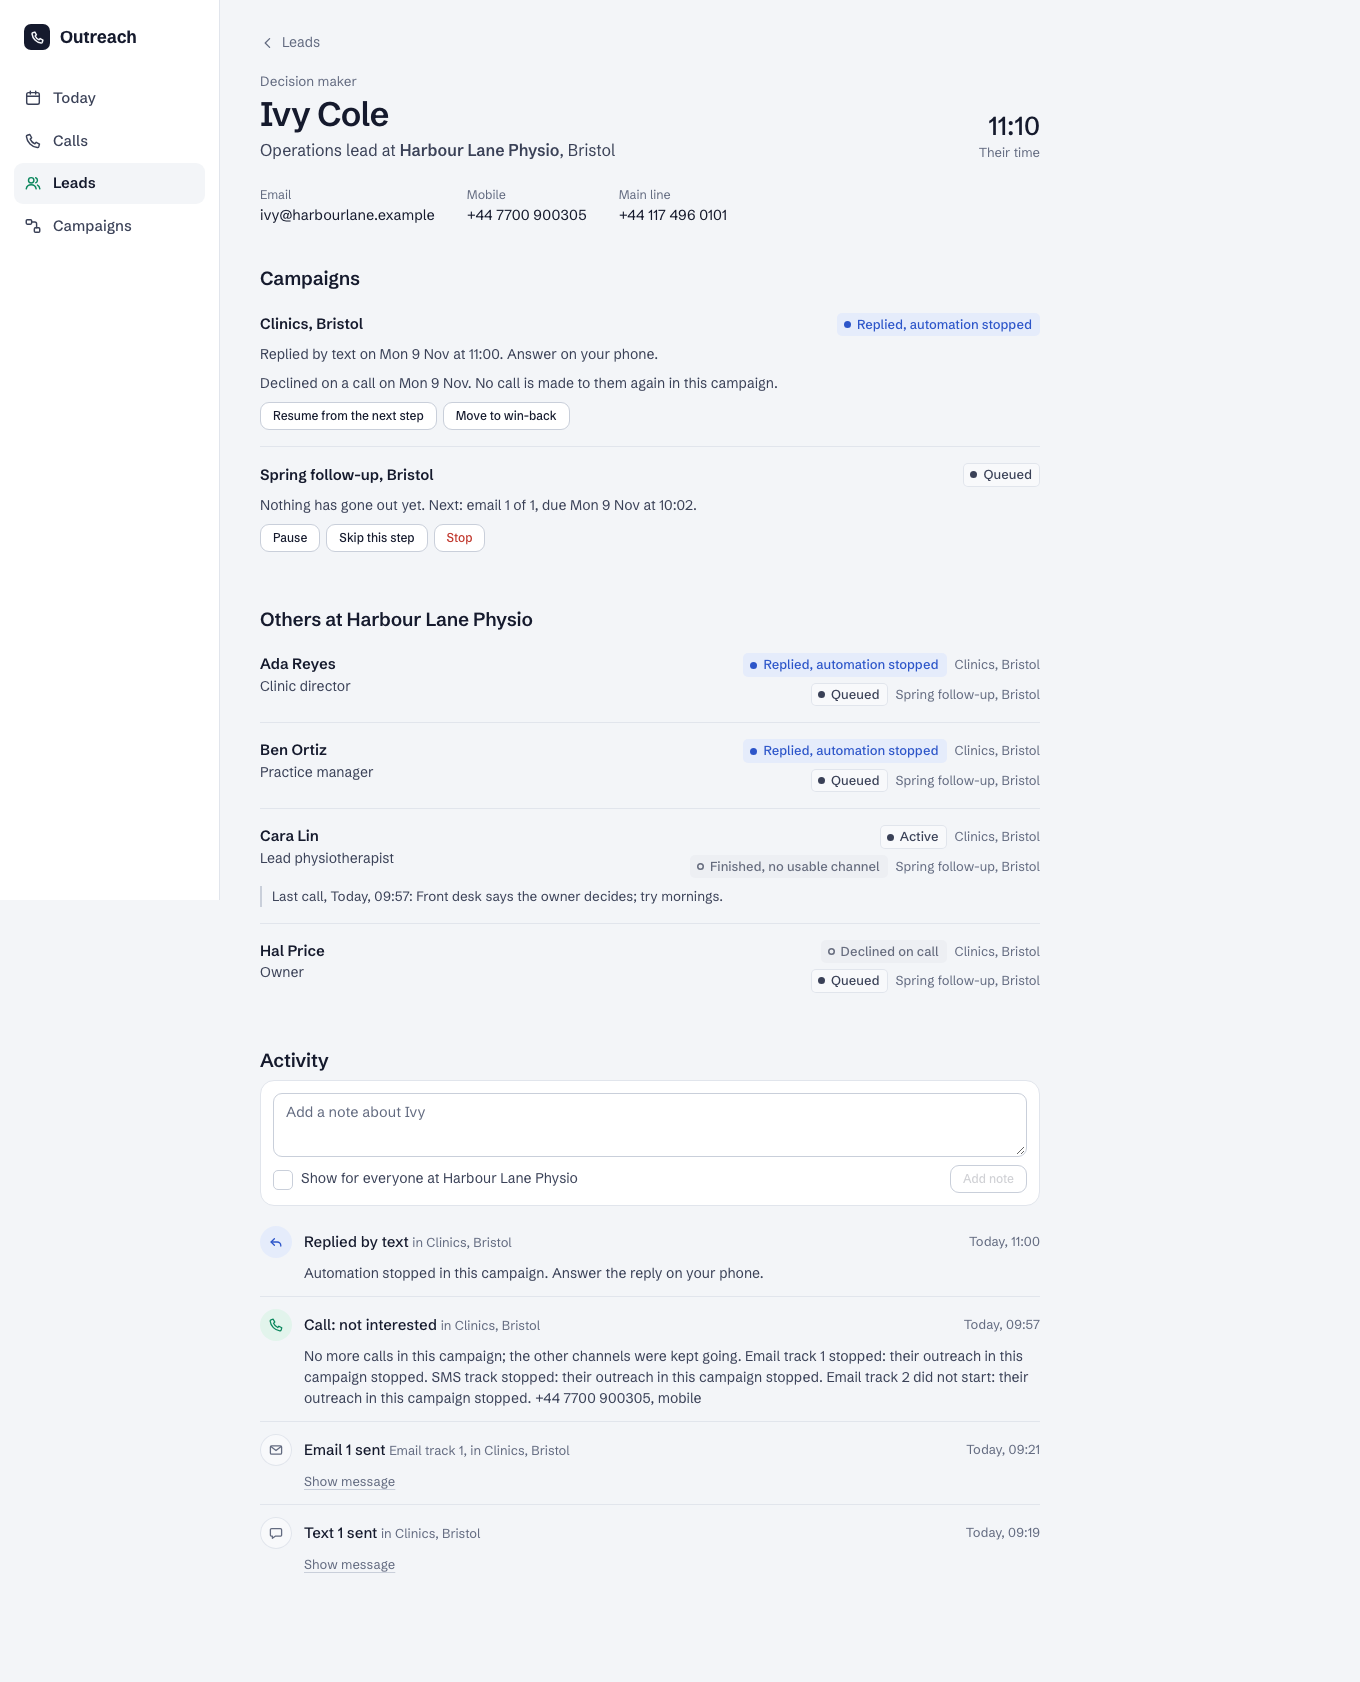 Outreach
Today
Calls
Leads
Campaigns
Leads
Decision maker
Ivy Cole
Operations lead at Harbour Lane Physio, Bristol
11:10
Their time
Email
ivy@harbourlane.example
Mobile
+44 7700 900305
Main line
+44 117 496 0101
Campaigns
Clinics, Bristol
Replied, automation stopped
Replied by text on Mon 9 Nov at 11:00. Answer on your phone.
Declined on a call on Mon 9 Nov. No call is made to them again in this campaign.
Resume from the next step
Move to win-back
Spring follow-up, Bristol
Queued
Nothing has gone out yet. Next: email 1 of 1, due Mon 9 Nov at 10:02.
Pause
Skip this step
Stop
Others at Harbour Lane Physio
Ada Reyes
Clinic director
Replied, automation stopped Clinics, Bristol
Queued Spring follow-up, Bristol
Ben Ortiz
Practice manager
Replied, automation stopped Clinics, Bristol
Queued Spring follow-up, Bristol
Cara Lin
Lead physiotherapist
Active Clinics, Bristol
Finished, no usable channel Spring follow-up, Bristol
Last call, Today, 09:57: Front desk says the owner decides; try mornings.
Hal Price
Owner
Declined on call Clinics, Bristol
Queued Spring follow-up, Bristol
Activity
Add a note about Ivy
Show for everyone at Harbour Lane Physio
Add note
Replied by text in Clinics, Bristol
Today, 11:00
Automation stopped in this campaign. Answer the reply on your phone.
Call: not interested in Clinics, Bristol
Today, 09:57
No more calls in this campaign; the other channels were kept going. Email track 1 stopped: their outreach in this
campaign stopped. SMS track stopped: their outreach in this campaign stopped. Email track 2 did not start: their
outreach in this campaign stopped. +44 7700 900305, mobile
Email 1 sent Email track 1, in Clinics, Bristol
Today, 09:21
Show message
Text 1 sent in Clinics, Bristol
Today, 09:19
Show message